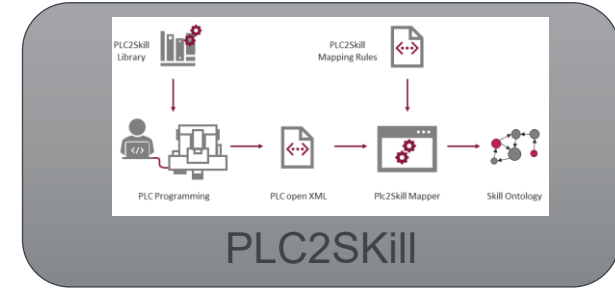 PLC2Skill
Library
PLC2Skill
Mapping Rules
</>
PLC Programming
PLC open XML
Plc2Skill Mapper
Skill Ontology
PLC2SKill